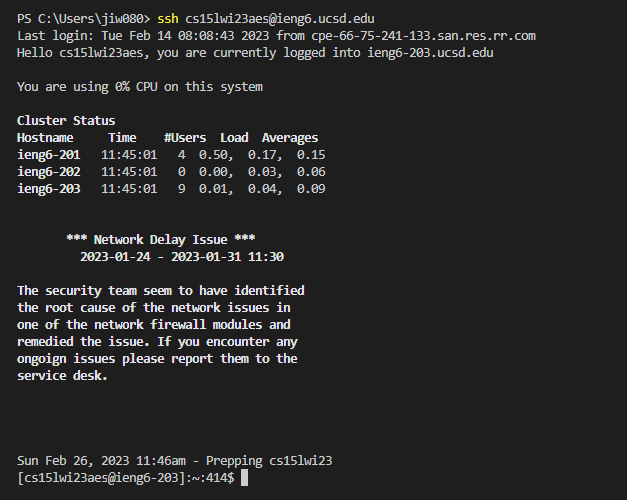 PS C:\Users\jiw080> ssh cs15lwi23aes@ieng6.ucsd.edu
Last login: Tue Feb 14 08:08:43 2023 from cpe-66-75-241-133.san.res.rr.com
Hello cs15lwi23aes, you are currently logged into ieng6-203.ucsd.edu
You are using 0% CPU on this system
Cluster Status
Hostname Time #Users Load Averages
ieng6-201 11:45:01 4 0.50, 0.17, 0.15
ieng6-202 11:45:01 0 0.00, 0.03, 0.06
ieng6-203 11:45:01 9 0.01, 0.04, 0.09
*** Network Delay Issue ***
2023-01-24 - 2023-01-31 11:30
The security team seem to have identified
the root cause of the network issues in
one of the network firewall modules and
remedied the issue. If you encounter any
ongoign issues please report them to the
service desk.
Sun Feb 26, 2023 11:46am - Prepping cs15lwi23
[cs15lwi23aes@ieng6-203]:~:414$